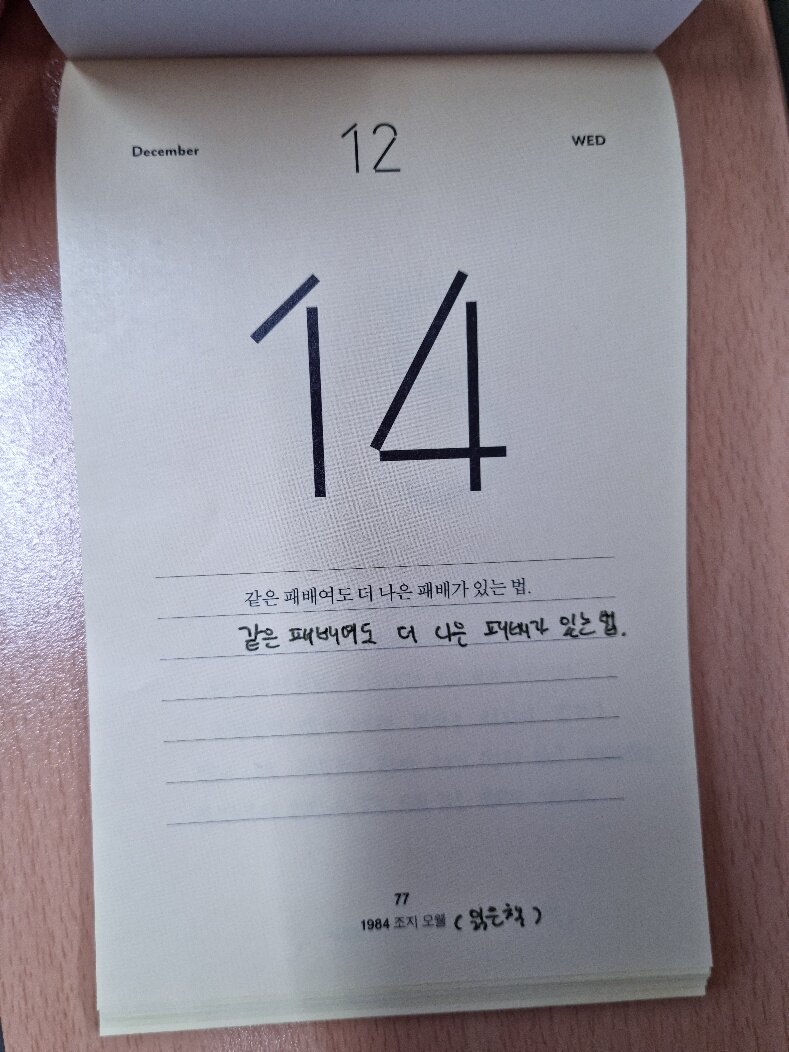 December 12 WED
14
같은 패배여도 더 나은 패배가 있는 법.
같은 패배여도 더 나은 패배가 있는 법.
77
1984 조지 오웰 (읽은책)